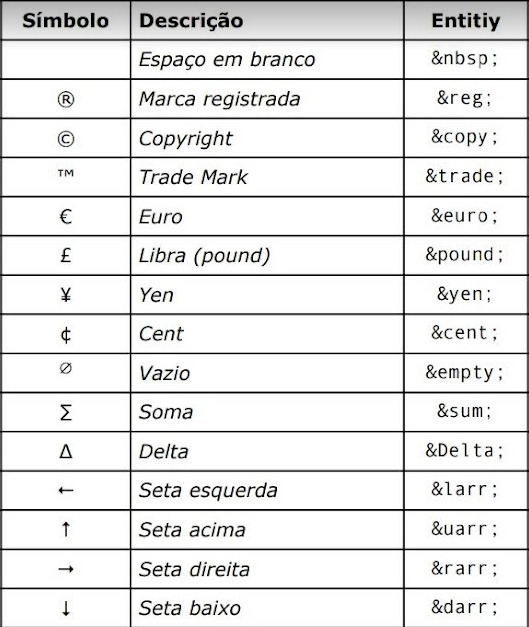 Símbolo Descrição Entitiy
Espaço em branco &nbsp;
® Marca registrada &reg;
© Copyright &copy;
™ Trade Mark &trade;
€ Euro &euro;
£ Libra (pound) &pound;
¥ Yen &yen;
¢ Cent &cent;
∅ Vazio &empty;
Σ Soma &sum;
Δ Delta &Delta;
← Seta esquerda &larr;
↑ Seta acima &uarr;
→ Seta direita &rarr;
↓ Seta baixo &darr;